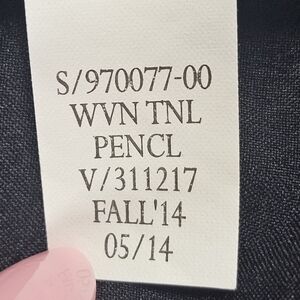 S/970077-00
WVN TNL
PENCL
V/311217
FALL'14
05/14